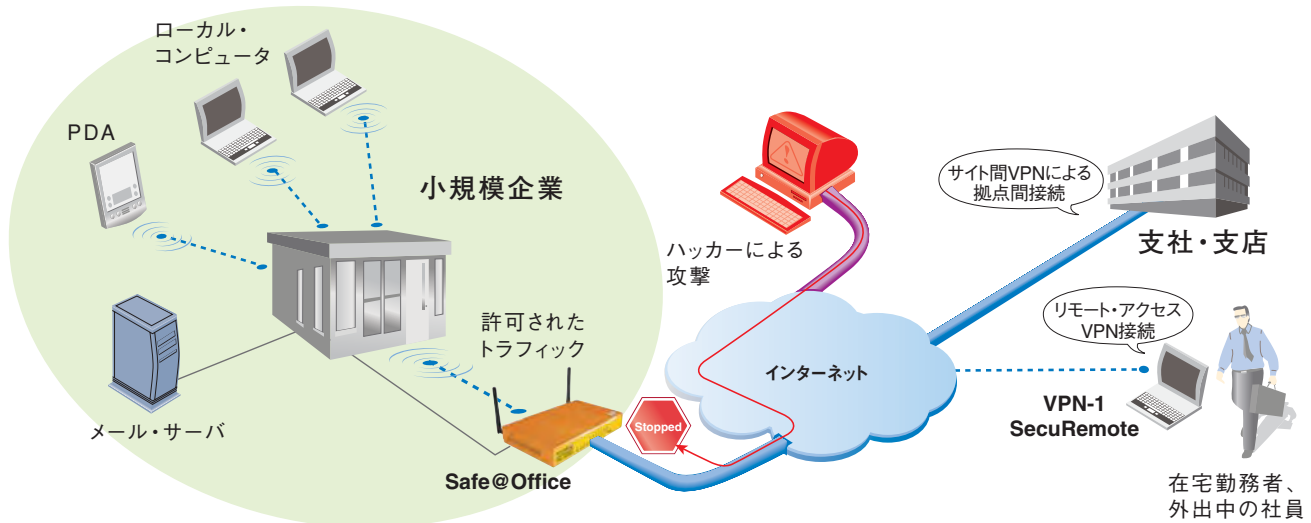 ローカル・
コンピュータ
PDA
小規模企業
許可された
トラフィック
メール・サーバ
Safe@Office
Stopped
ハッカーによる
攻撃
インターネット
サイト間VPNによる
拠点間接続
支社・支店
リモート・アクセス
VPN接続
VPN-1
SecuRemote
在宅勤務者、
外出中の社員